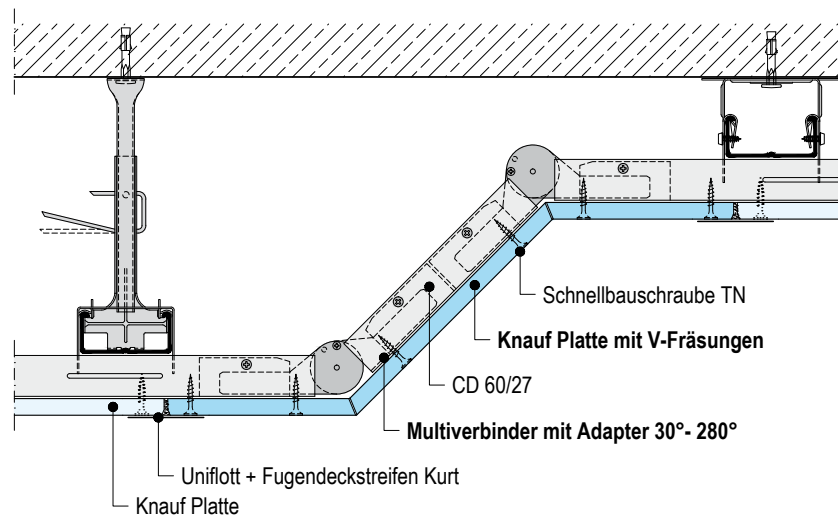 Schnellbauschraube TN
Knauf Platte mit V-Fräsungen
CD 60/27
Multiverbinder mit Adapter 30°- 280°
Uniflott + Fugendeckstreifen Kurt
Knauf Platte